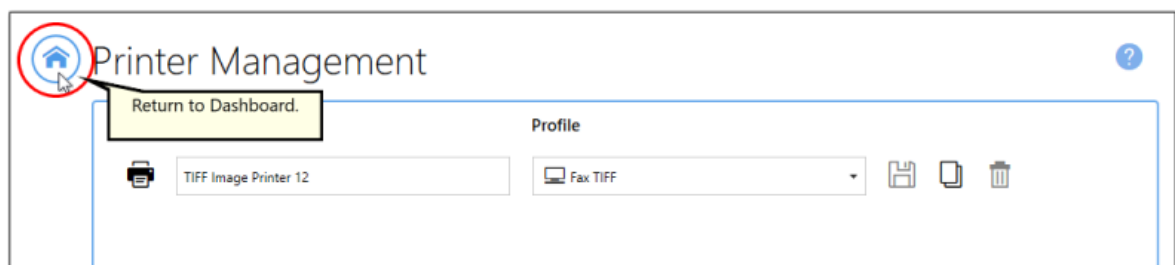 Printer Management
?
Return to Dashboard.
Profile
TIFF Image Printer 12
Fax TIFF